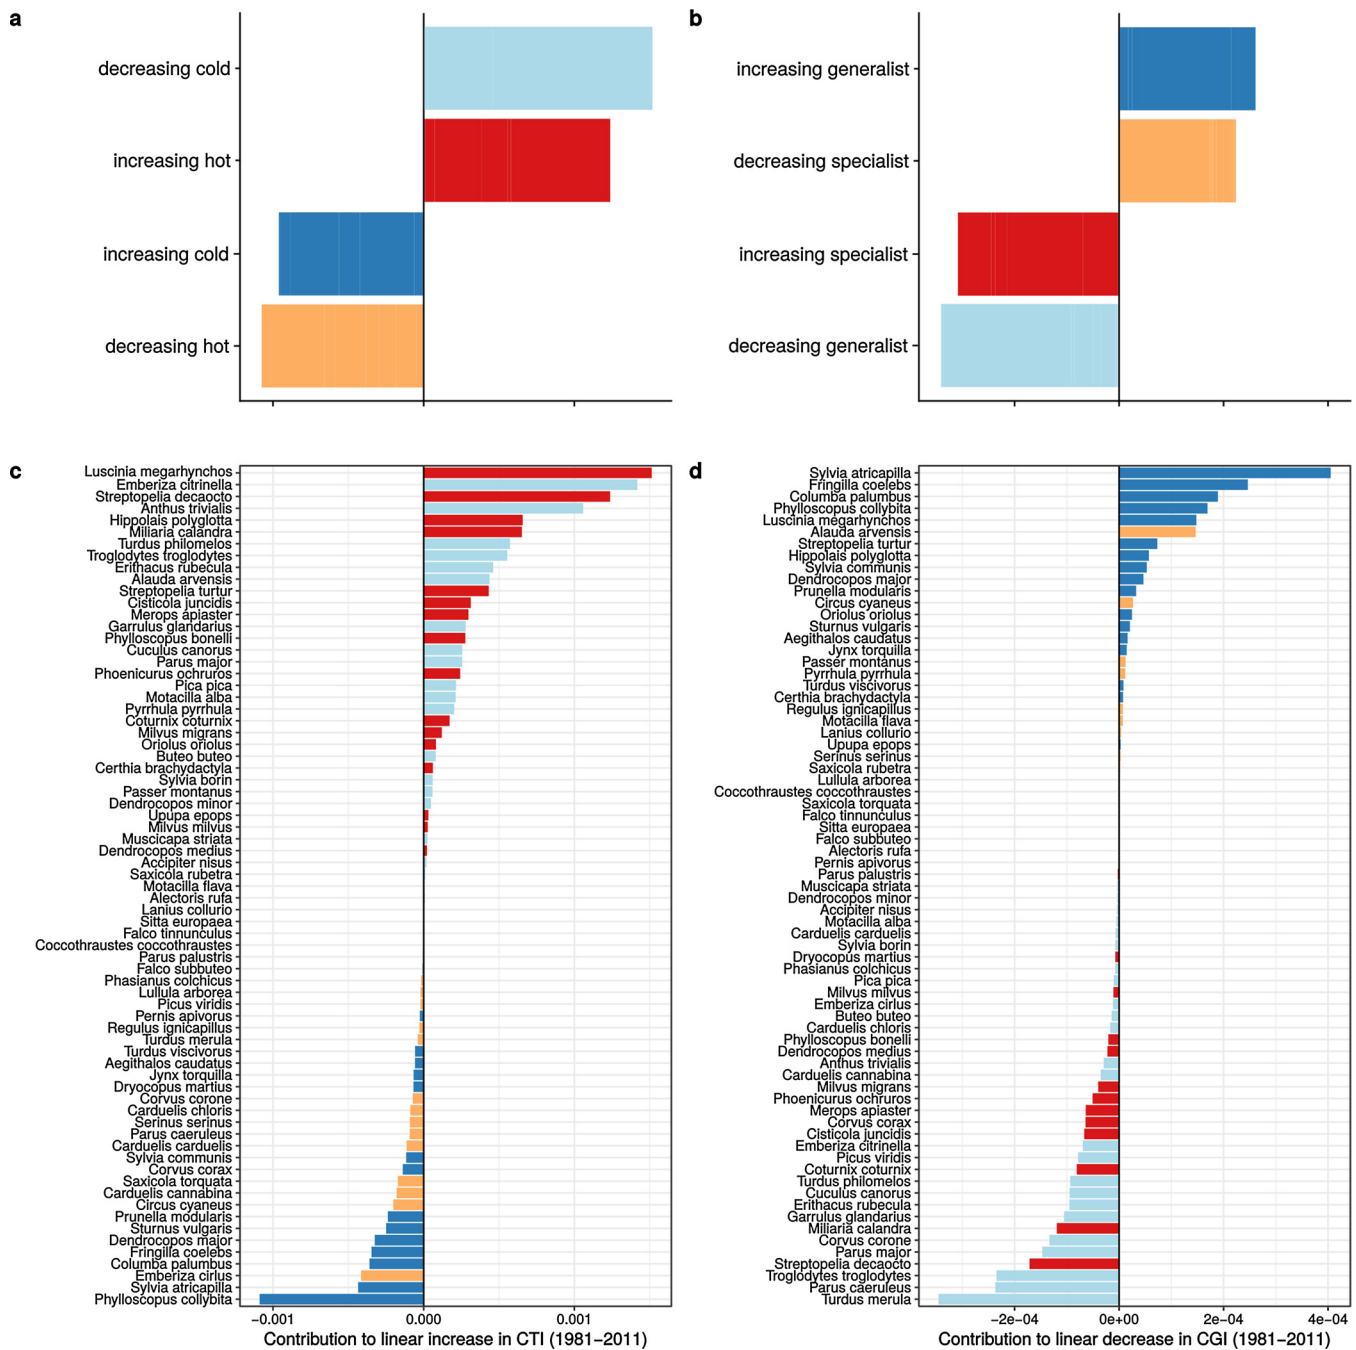 a
decreasing cold
increasing hot
increasing cold
decreasing hot
b
increasing generalist
decreasing specialist
increasing specialist
decreasing generalist
c
Luscinia megarhynchos
Emberiza citrinella
Streptopelia decaocto
Anthus trivialis
Hippolais polyglotta
Miliaria calandra
Turdus philomelos
Troglodytes troglodytes
Erithacus rubecula
Alauda arvensis
Streptopelia turtur
Cisticola juncidis
Merops apiaster
Garrulus glandarius
Phylloscopus bonelli
Cuculus canorus
Parus major
Phoenicurus ochruros
Pica pica
Motacilla alba
Pyrrhula pyrrhula
Coturnix coturnix
Milvus migrans
Oriolus oriolus
Buteo buteo
Certhia brachydactyla
Sylvia borin
Passer montanus
Dendrocopos minor
Upupa epops
Milvus milvus
Muscicapa striata
Dendrocopos medius
Accipiter nisus
Saxicola rubetra
Motacilla flava
Alectoris rufa
Lanius collurio
Sitta europaea
Falco tinnunculus
Coccothraustes coccothraustes
Parus palustris
Falco subbuteo
Phasianus colchicus
Lullula arborea
Picus viridis
Pernis apivorus
Regulus ignicapillus
Turdus merula
Turdus viscivorus
Aegithalos caudatus
Jynx torquilla
Dryocopus martius
Corvus corone
Carduelis chloris
Serinus serinus
Parus caeruleus
Carduelis carduelis
Sylvia communis
Corvus corax
Saxicola torquata
Carduelis cannabina
Circus cyaneus
Prunella modularis
Sturnus vulgaris
Dendrocopos major
Fringilla coelebs
Columba palumbus
Emberiza cirlus
Sylvia atricapilla
Phylloscopus collybita
−0.001 0.000 0.001
Contribution to linear increase in CTI (1981−2011)
d
Sylvia atricapilla
Fringilla coelebs
Columba palumbus
Phylloscopus collybita
Luscinia megarhynchos
Alauda arvensis
Streptopelia turtur
Hippolais polyglotta
Sylvia communis
Dendrocopos major
Prunella modularis
Circus cyaneus
Oriolus oriolus
Sturnus vulgaris
Aegithalos caudatus
Jynx torquilla
Passer montanus
Pyrrhula pyrrhula
Turdus viscivorus
Certhia brachydactyla
Regulus ignicapillus
Motacilla flava
Lanius collurio
Upupa epops
Serinus serinus
Saxicola rubetra
Lullula arborea
Coccothraustes coccothraustes
Saxicola torquata
Falco tinnunculus
Sitta europaea
Falco subbuteo
Alectoris rufa
Pernis apivorus
Parus palustris
Muscicapa striata
Dendrocopos minor
Accipiter nisus
Motacilla alba
Carduelis carduelis
Sylvia borin
Dryocopus martius
Phasianus colchicus
Pica pica
Milvus milvus
Emberiza cirlus
Buteo buteo
Carduelis chloris
Phylloscopus bonelli
Dendrocopos medius
Anthus trivialis
Carduelis cannabina
Milvus migrans
Phoenicurus ochruros
Merops apiaster
Corvus corax
Cisticola juncidis
Emberiza citrinella
Picus viridis
Coturnix coturnix
Turdus philomelos
Cuculus canorus
Erithacus rubecula
Garrulus glandarius
Miliaria calandra
Corvus corone
Parus major
Streptopelia decaocto
Troglodytes troglodytes
Parus caeruleus
Turdus merula
−2e−04 0e+00 2e−04 4e−04
Contribution to linear decrease in CGI (1981−2011)